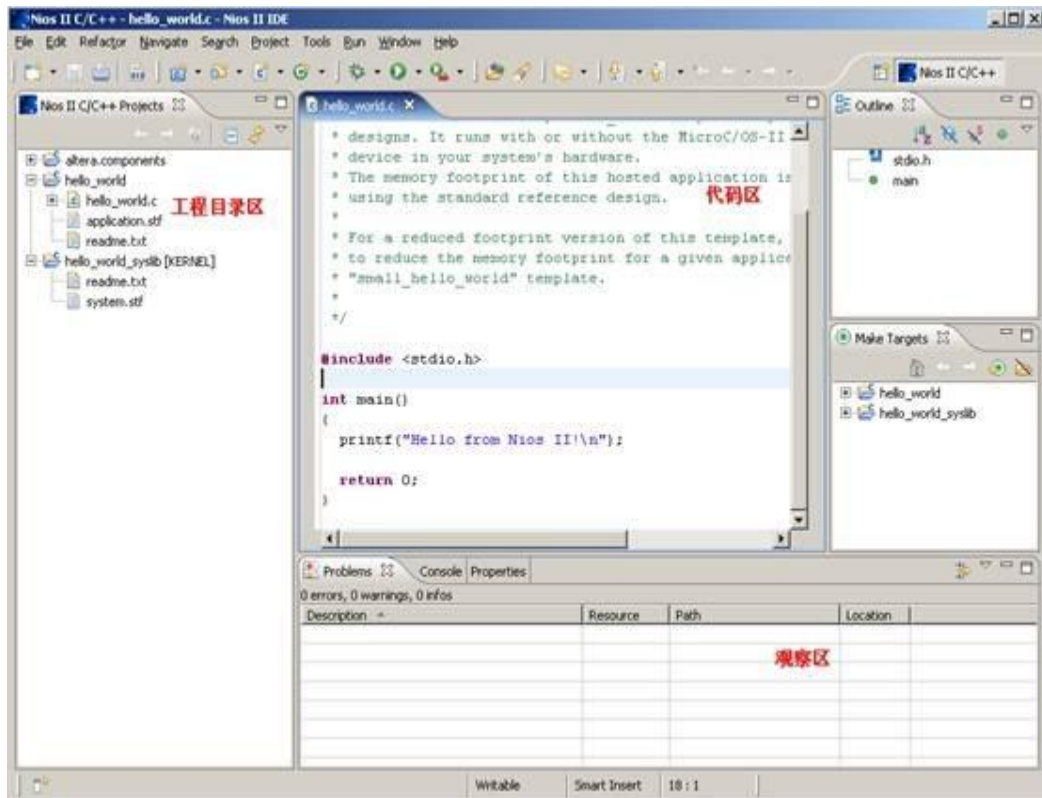 Nios II C/C++ - hello_world.c - Nios II IDE
File Edit Refactor Navigate Search Project Tools Run Window Help
Nios II C/C++
Nios II C/C++ Projects
altera.components
hello_world
hello_world.c
application.stf
readme.txt
hello_world_syslib [KERNEL]
readme.txt
system.stf
工程目录区
hello_world.c
* designs. It runs with or without the MicroC/OS-II
* device in your system's hardware.
* The memory footprint of this hosted application is
* using the standard reference design.
代码区
*
* For a reduced footprint version of this template,
* to reduce the memory footprint for a given applica
* "small_hello_world" template.
*
*/
#include <stdio.h>
int main()
{
printf("Hello from Nios II!\n");
return 0;
}
Outline
stdio.h
main
Make Targets
hello_world
hello_world_syslib
Problems Console Properties
0 errors, 0 warnings, 0 infos
Description Resource Path Location
观察区
Writable Smart Insert 18 : 1